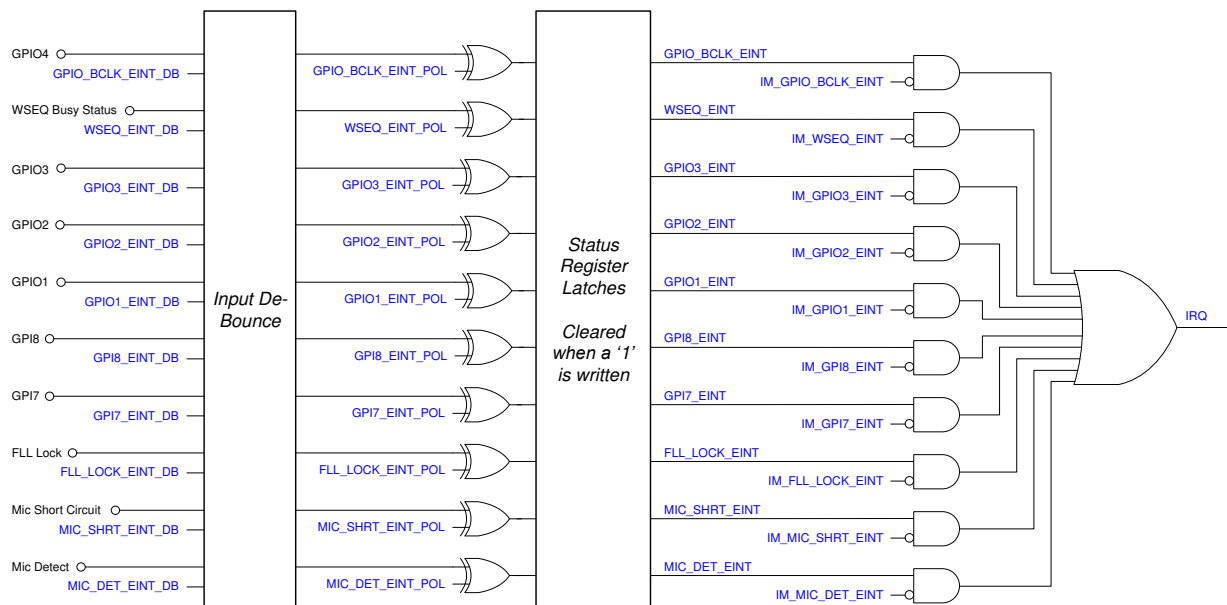 GPIO4
GPIO_BCLK_EINT_DB
GPIO_BCLK_EINT_POL
GPIO_BCLK_EINT
IM_GPIO_BCLK_EINT
WSEQ Busy Status
WSEQ_EINT_DB
WSEQ_EINT_POL
WSEQ_EINT
IM_WSEQ_EINT
GPIO3
GPIO3_EINT_DB
GPIO3_EINT_POL
GPIO3_EINT
IM_GPIO3_EINT
GPIO2
GPIO2_EINT_DB
GPIO2_EINT_POL
GPIO2_EINT
IM_GPIO2_EINT
GPIO1
GPIO1_EINT_DB
GPIO1_EINT_POL
GPIO1_EINT
IM_GPIO1_EINT
GPI8
GPI8_EINT_DB
GPI8_EINT_POL
GPI8_EINT
IM_GPI8_EINT
GPI7
GPI7_EINT_DB
GPI7_EINT_POL
GPI7_EINT
IM_GPI7_EINT
FLL Lock
FLL_LOCK_EINT_DB
FLL_LOCK_EINT_POL
FLL_LOCK_EINT
IM_FLL_LOCK_EINT
Mic Short Circuit
MIC_SHRT_EINT_DB
MIC_SHRT_EINT_POL
MIC_SHRT_EINT
IM_MIC_SHRT_EINT
Mic Detect
MIC_DET_EINT_DB
MIC_DET_EINT_POL
MIC_DET_EINT
IM_MIC_DET_EINT
Input De-
Bounce
Status
Register
Latches
Cleared
when a ‘1’
is written
IRQ